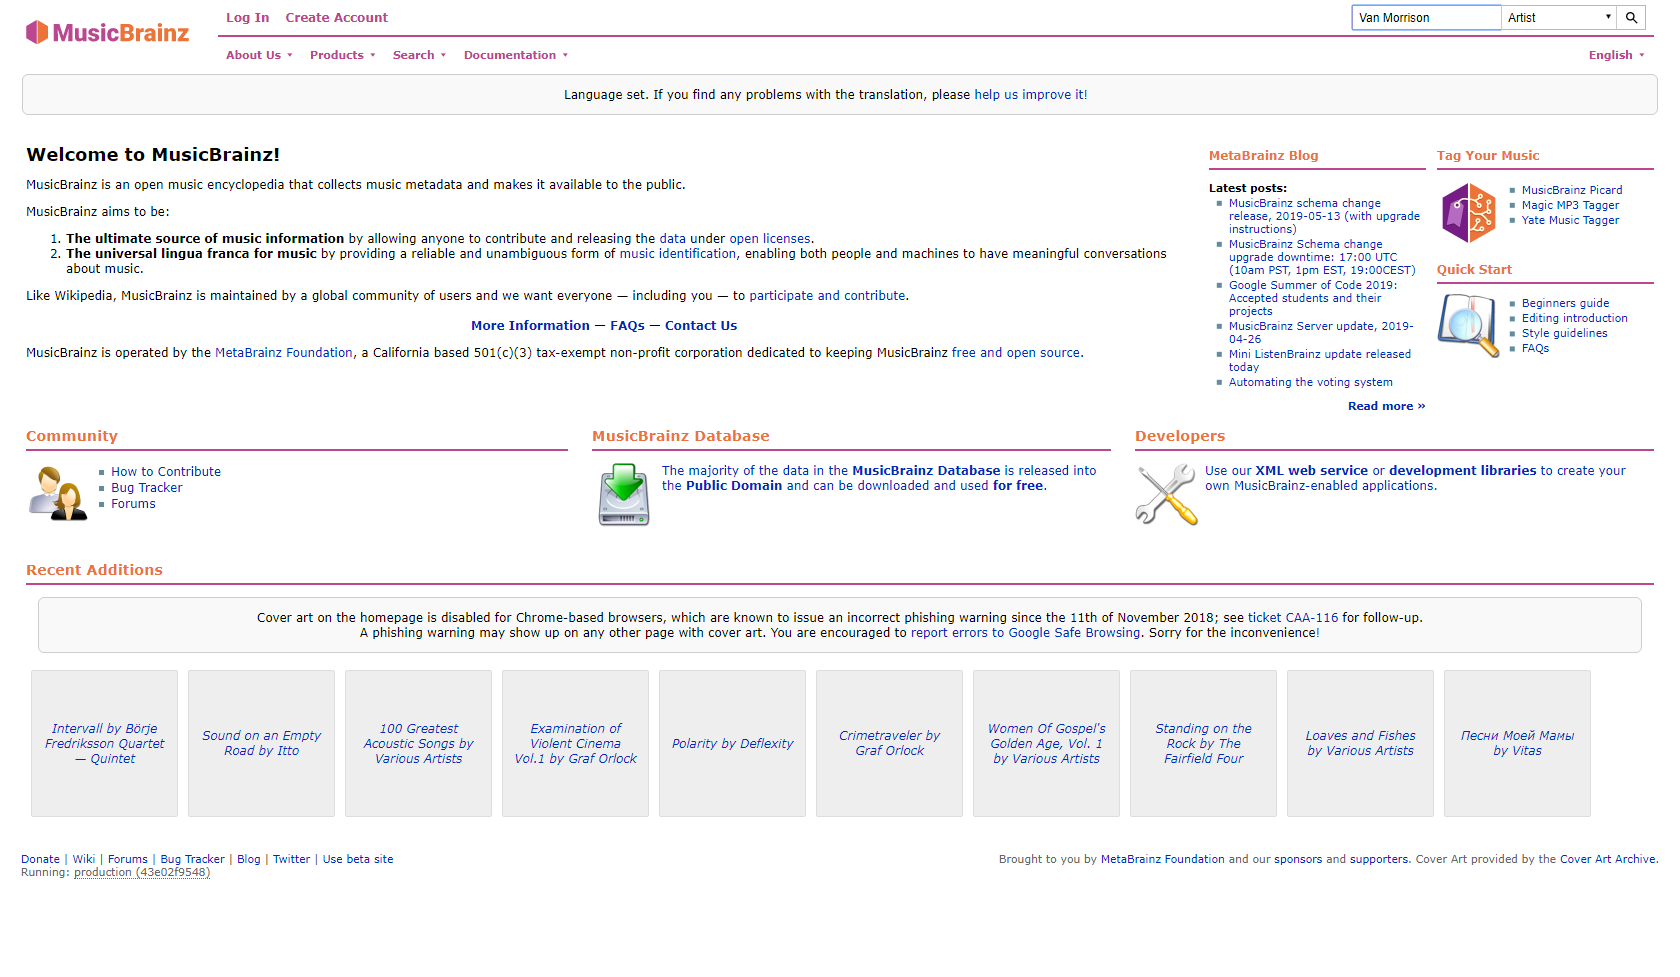 MusicBrainz
Log In Create Account
Van Morrison Artist
About Us Products Search Documentation
English
Language set. If you find any problems with the translation, please help us improve it!
Welcome to MusicBrainz!
MusicBrainz is an open music encyclopedia that collects music metadata and makes it available to the public.
MusicBrainz aims to be:
1. The ultimate source of music information by allowing anyone to contribute and releasing the data under open licenses.
2. The universal lingua franca for music by providing a reliable and unambiguous form of music identification, enabling both people and machines to have meaningful conversations
about music.
Like Wikipedia, MusicBrainz is maintained by a global community of users and we want everyone — including you — to participate and contribute.
More Information — FAQs — Contact Us
MusicBrainz is operated by the MetaBrainz Foundation, a California based 501(c)(3) tax-exempt non-profit corporation dedicated to keeping MusicBrainz free and open source.
MetaBrainz Blog
Latest posts:
MusicBrainz schema change
release, 2019-05-13 (with upgrade
instructions)
MusicBrainz Schema change
upgrade downtime: 17:00 UTC
(10am PST, 1pm EST, 19:00CEST)
Google Summer of Code 2019:
Accepted students and their
projects
MusicBrainz Server update, 2019-
04-26
Mini ListenBrainz update released
today
Automating the voting system
Read more »
Tag Your Music
MusicBrainz Picard
Magic MP3 Tagger
Yate Music Tagger
Quick Start
Beginners guide
Editing introduction
Style guidelines
FAQs
Community
How to Contribute
Bug Tracker
Forums
MusicBrainz Database
The majority of the data in the MusicBrainz Database is released into
the Public Domain and can be downloaded and used for free.
Developers
Use our XML web service or development libraries to create your
own MusicBrainz-enabled applications.
Recent Additions
Cover art on the homepage is disabled for Chrome-based browsers, which are known to issue an incorrect phishing warning since the 11th of November 2018; see ticket CAA-116 for follow-up.
A phishing warning may show up on any other page with cover art. You are encouraged to report errors to Google Safe Browsing. Sorry for the inconvenience!
Intervall by Börje
Fredriksson Quartet
— Quintet
Sound on an Empty
Road by Itto
100 Greatest
Acoustic Songs by
Various Artists
Examination of
Violent Cinema
Vol.1 by Graf Orlock
Polarity by Deflexity
Crimetraveler by
Graf Orlock
Women Of Gospel's
Golden Age, Vol. 1
by Various Artists
Standing on the
Rock by The
Fairfield Four
Loaves and Fishes
by Various Artists
Песни Моей Мамы
by Vitas
Donate | Wiki | Forums | Bug Tracker | Blog | Twitter | Use beta site
Running: production (43e02f9548)
Brought to you by MetaBrainz Foundation and our sponsors and supporters. Cover Art provided by the Cover Art Archive.